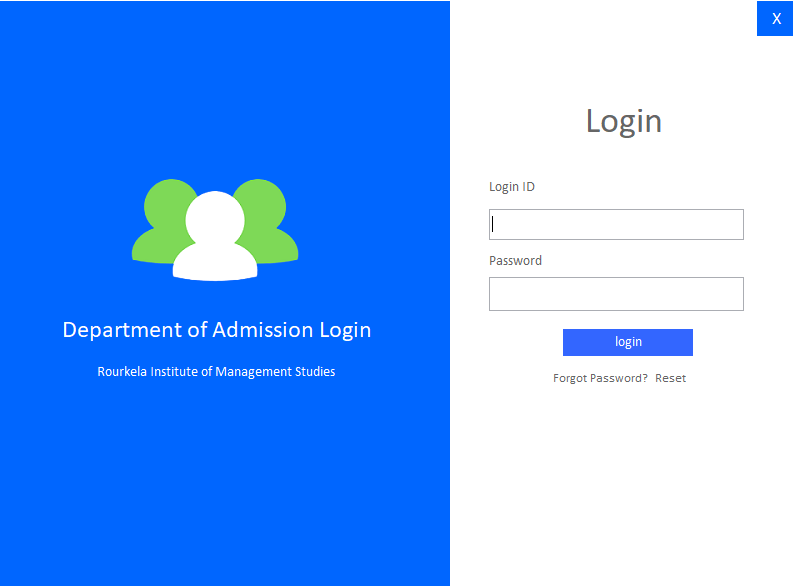 X
Login
Login ID
Password
login
Forgot Password? Reset
Department of Admission Login
Rourkela Institute of Management Studies